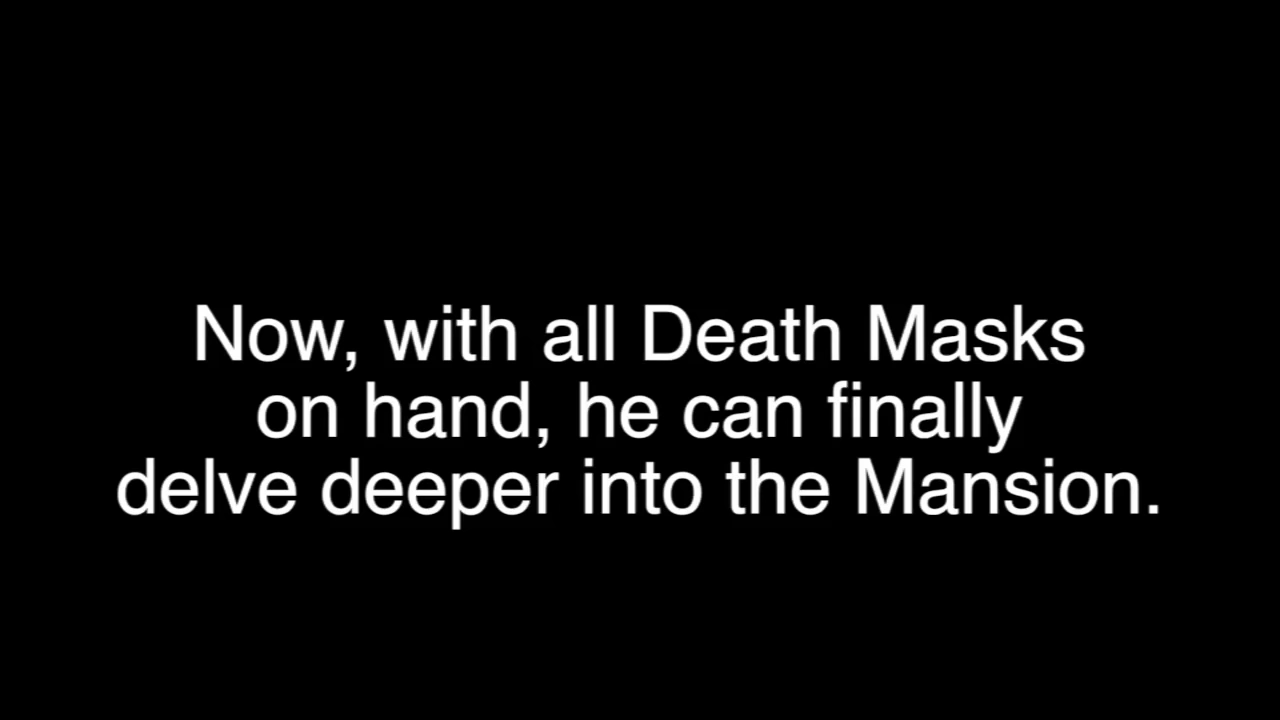 Now, with all Death Masks
on hand, he can finally
delve deeper into the Mansion.